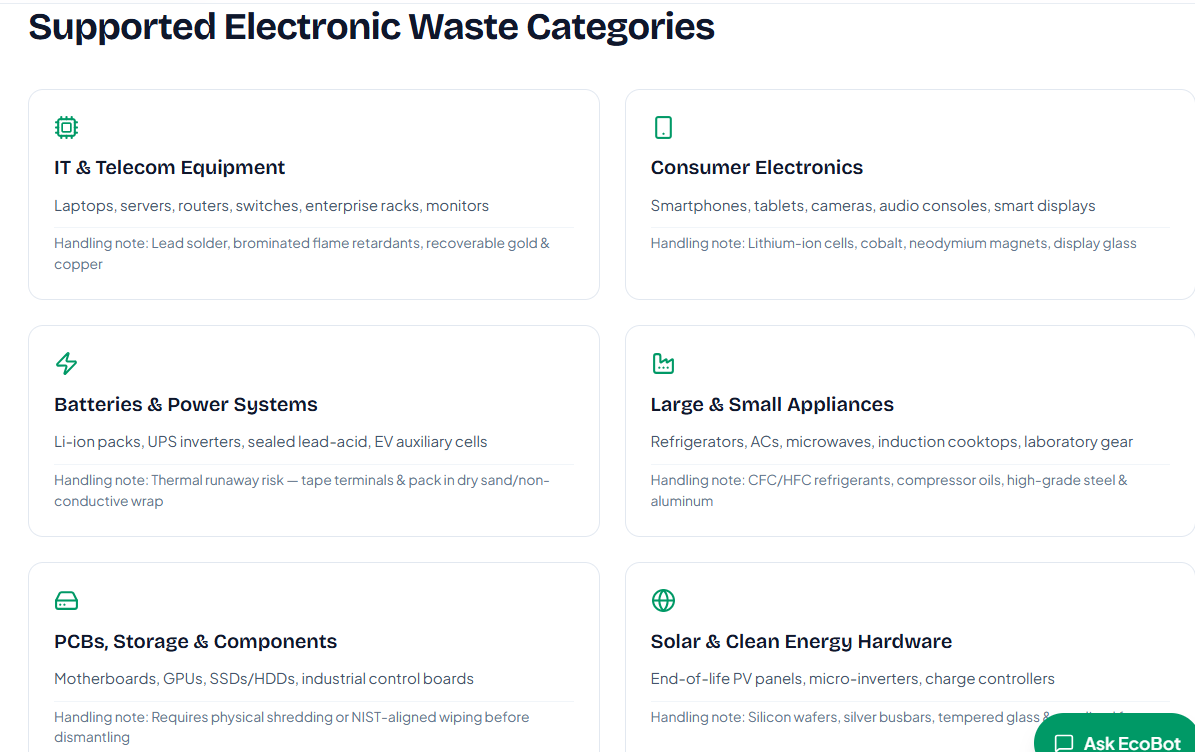 Supported Electronic Waste Categories
IT & Telecom Equipment
Laptops, servers, routers, switches, enterprise racks, monitors
Handling note: Lead solder, brominated flame retardants, recoverable gold &
copper
Consumer Electronics
Smartphones, tablets, cameras, audio consoles, smart displays
Handling note: Lithium-ion cells, cobalt, neodymium magnets, display glass
Batteries & Power Systems
Li-ion packs, UPS inverters, sealed lead-acid, EV auxiliary cells
Handling note: Thermal runaway risk — tape terminals & pack in dry sand/non-
conductive wrap
Large & Small Appliances
Refrigerators, ACs, microwaves, induction cooktops, laboratory gear
Handling note: CFC/HFC refrigerants, compressor oils, high-grade steel &
aluminum
PCBs, Storage & Components
Motherboards, GPUs, SSDs/HDDs, industrial control boards
Handling note: Requires physical shredding or NIST-aligned wiping before
dismantling
Solar & Clean Energy Hardware
End-of-life PV panels, micro-inverters, charge controllers
Handling note: Silicon wafers, silver busbars, tempered glass &
Ask EcoBot